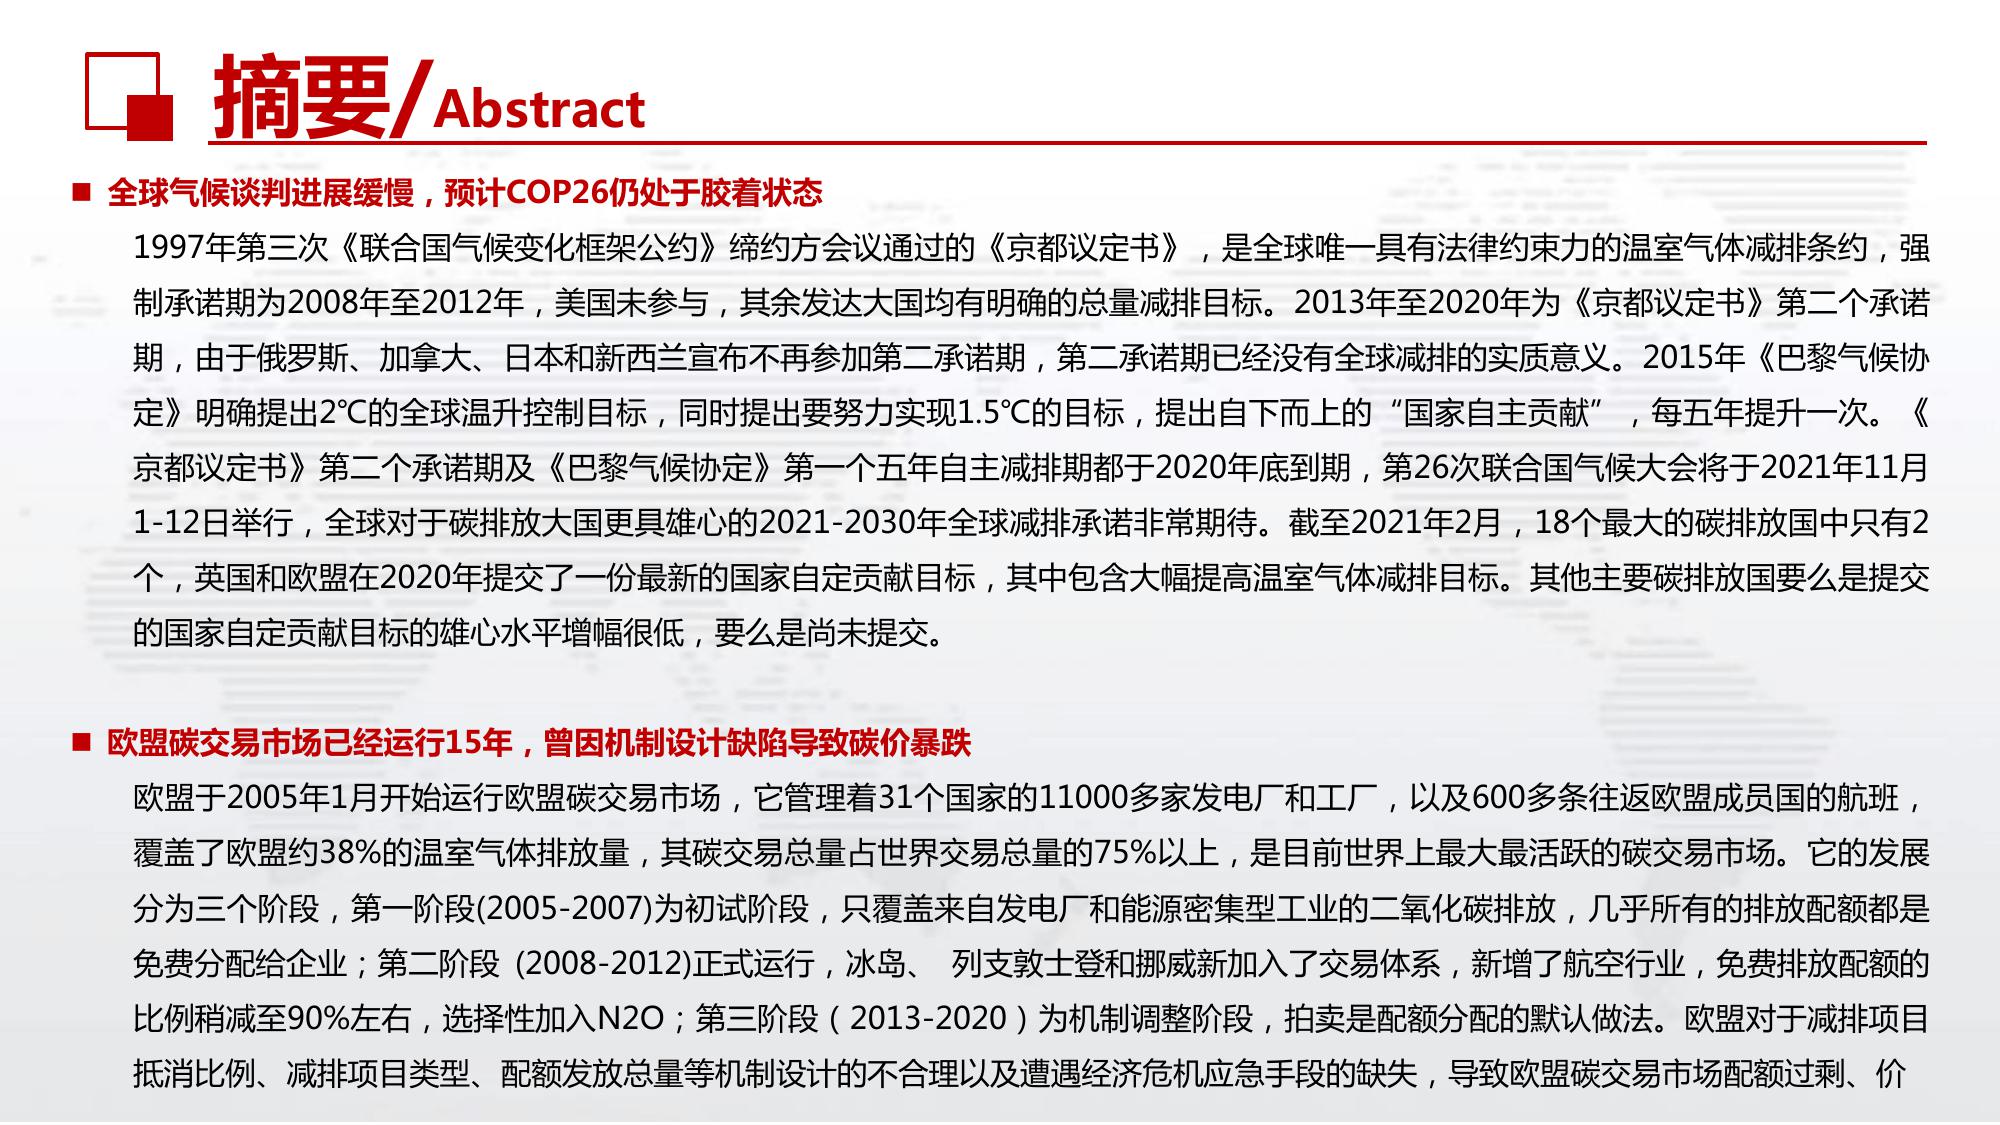 摘要/Abstract
■ 全球气候谈判进展缓慢，预计COP26仍处于胶着状态
1997年第三次《联合国气候变化框架公约》缔约方会议通过的《京都议定书》，是全球唯一具有法律约束力的温室气体减排条约，强
制承诺期为2008年至2012年，美国未参与，其余发达大国均有明确的总量减排目标。2013年至2020年为《京都议定书》第二个承诺
期，由于俄罗斯、加拿大、日本和新西兰宣布不再参加第二承诺期，第二承诺期已经没有全球减排的实质意义。2015年《巴黎气候协
定》明确提出2℃的全球温升控制目标，同时提出要努力实现1.5℃的目标，提出自下而上的“国家自主贡献”，每五年提升一次。《
京都议定书》第二个承诺期及《巴黎气候协定》第一个五年自主减排期都于2020年底到期，第26次联合国气候大会将于2021年11月
1-12日举行，全球对于碳排放大国更具雄心的2021-2030年全球减排承诺非常期待。截至2021年2月，18个最大的碳排放国中只有2
个，英国和欧盟在2020年提交了一份最新的国家自定贡献目标，其中包含大幅提高温室气体减排目标。其他主要碳排放国要么是提交
的国家自定贡献目标的雄心水平增幅很低，要么是尚未提交。
■ 欧盟碳交易市场已经运行15年，曾因机制设计缺陷导致碳价暴跌
欧盟于2005年1月开始运行欧盟碳交易市场，它管理着31个国家的11000多家发电厂和工厂，以及600多条往返欧盟成员国的航班，
覆盖了欧盟约38%的温室气体排放量，其碳交易总量占世界交易总量的75%以上，是目前世界上最大最活跃的碳交易市场。它的发展
分为三个阶段，第一阶段(2005-2007)为初试阶段，只覆盖来自发电厂和能源密集型工业的二氧化碳排放，几乎所有的排放配额都是
免费分配给企业；第二阶段 (2008-2012)正式运行，冰岛、 列支敦士登和挪威新加入了交易体系，新增了航空行业，免费排放配额的
比例稍减至90%左右，选择性加入N2O；第三阶段（2013-2020）为机制调整阶段，拍卖是配额分配的默认做法。欧盟对于减排项目
抵消比例、减排项目类型、配额发放总量等机制设计的不合理以及遭遇经济危机应急手段的缺失，导致欧盟碳交易市场配额过剩、价